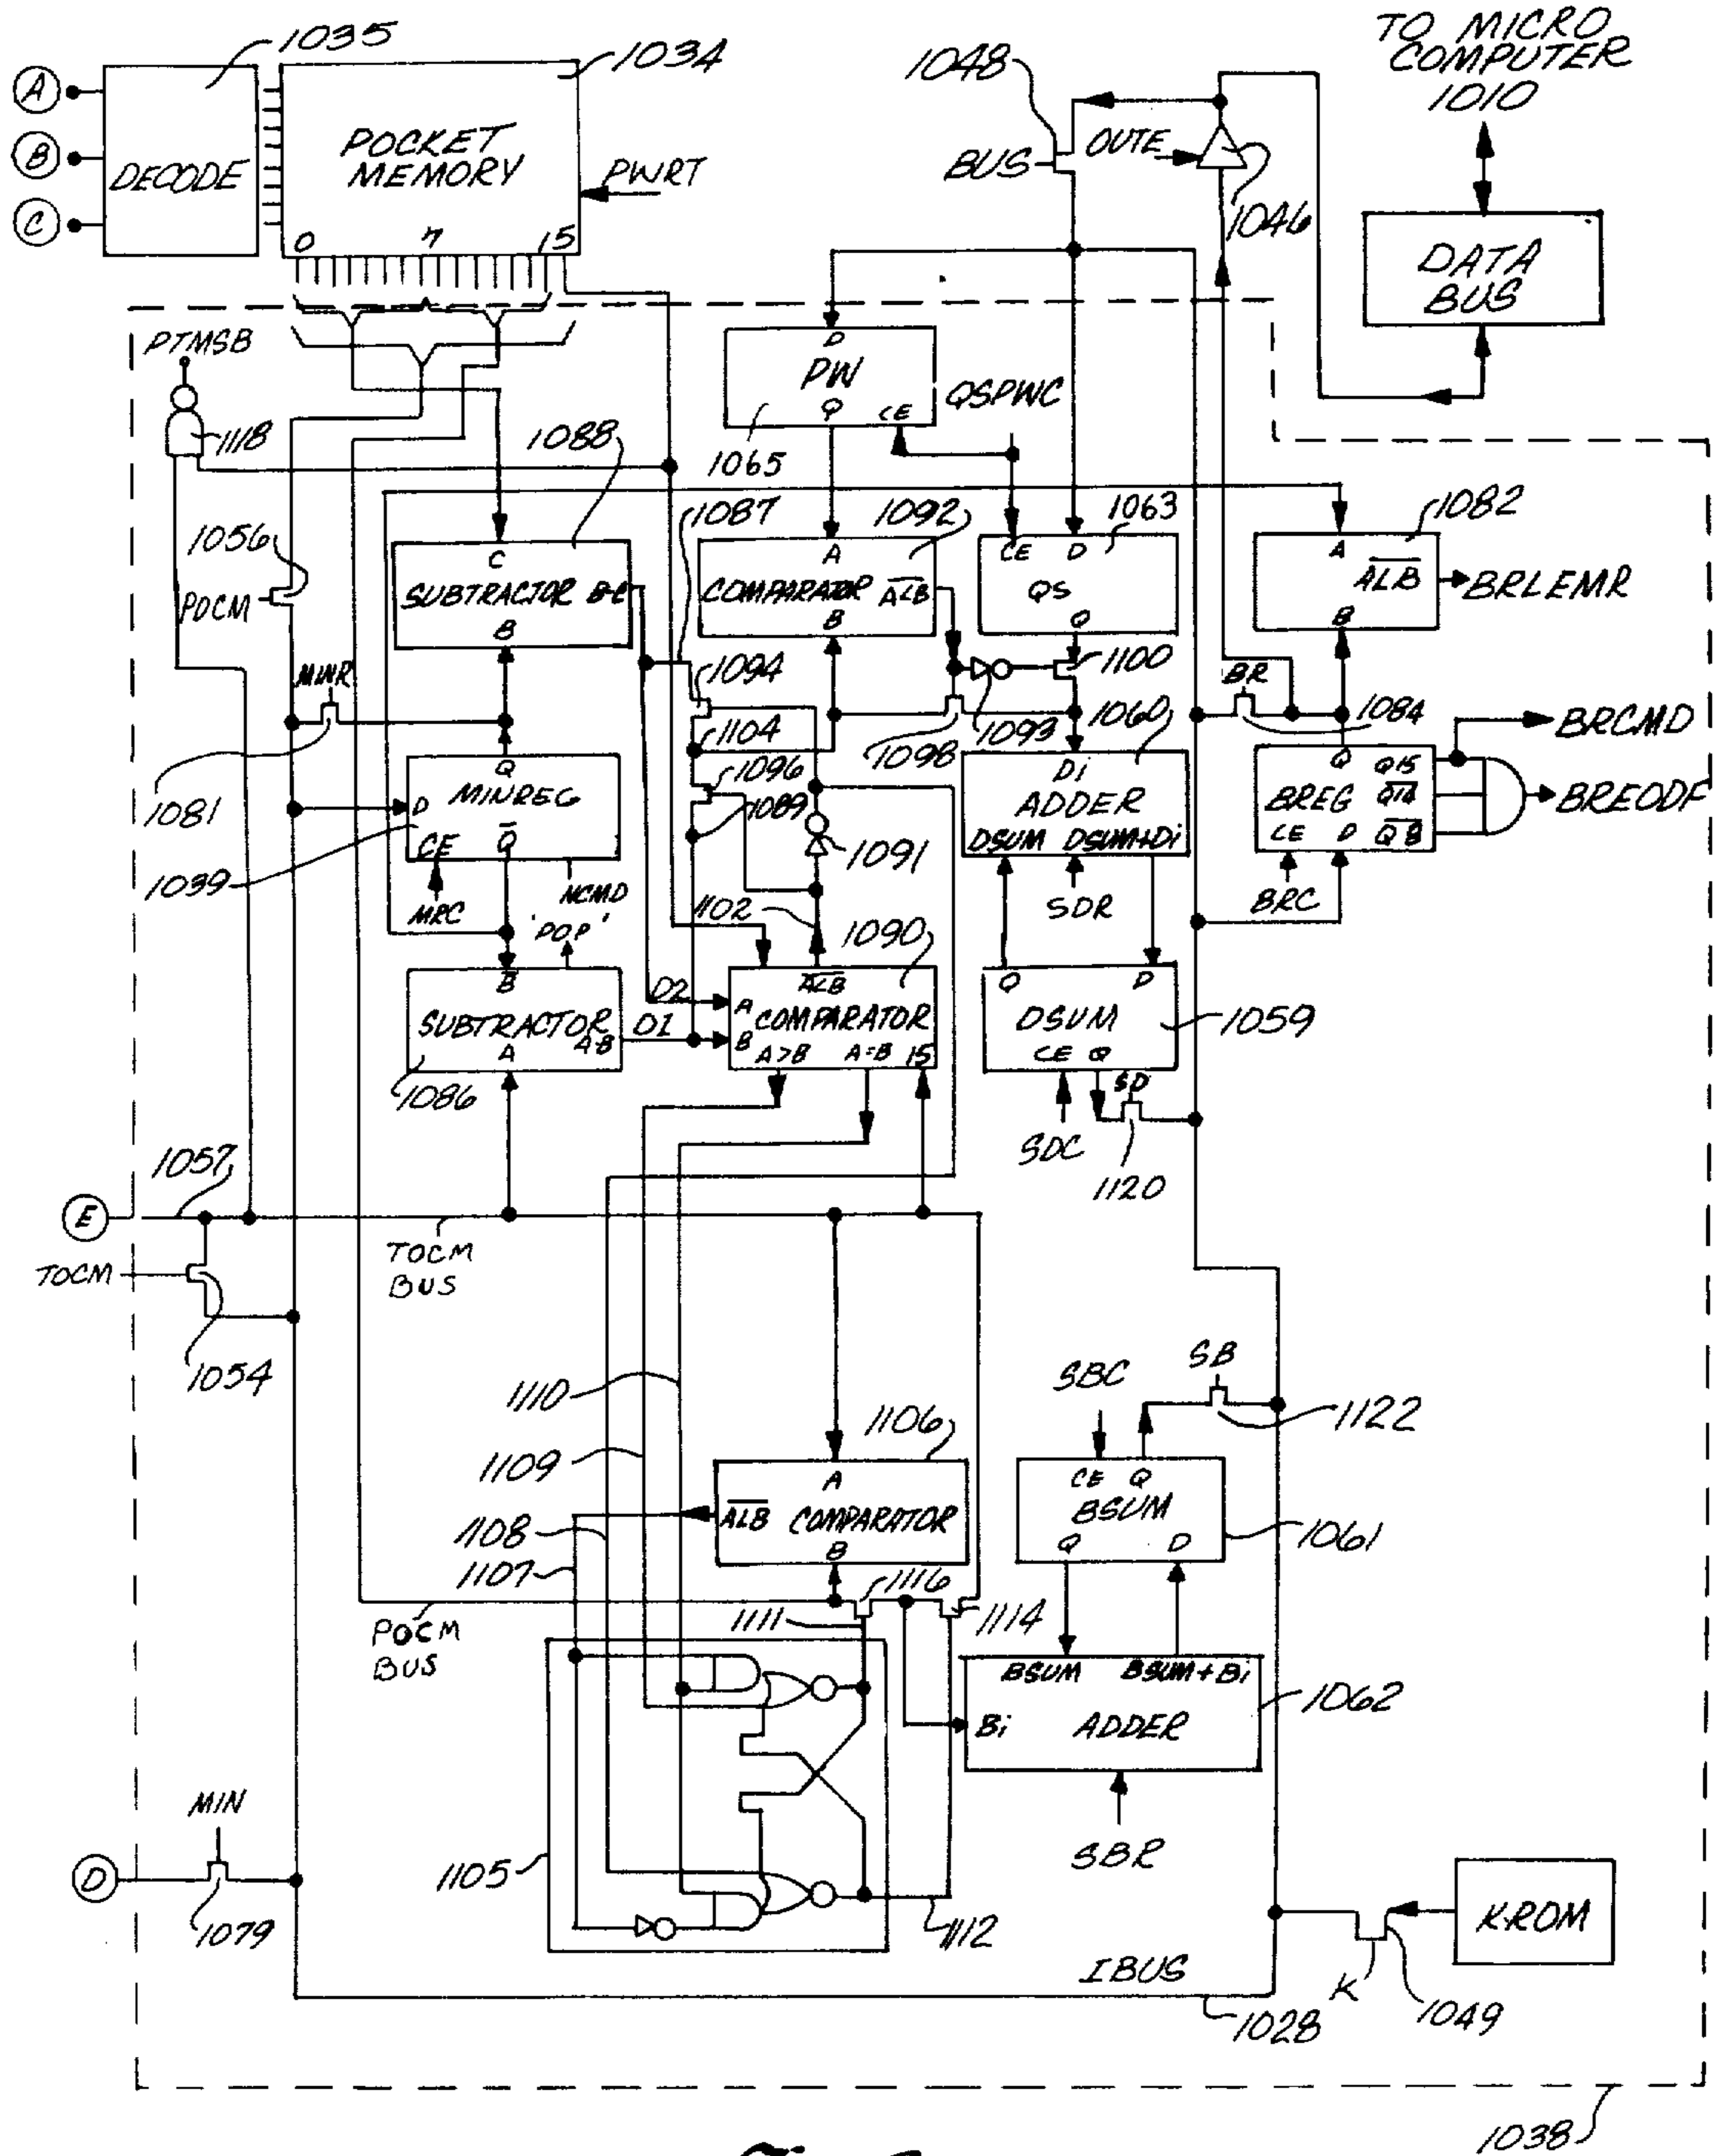 1035
1034
1048
TO MICRO
COMPUTER
1010
A
B
C
DECODE
POCKET
MEMORY
PWRT
BUS
OUTE
1046
DATA
BUS
0 7 15
PTMSB
1118
D
PW
Q CE
QSPWC
1065
1088
1087
1092
1063
1082
1056
POCM
C
SUBTRACTOR B-C
B
A
COMPARATOR ALB
B
CE D
QS
Q
A
ALB
B
BRLEMR
MINR
1094
1104
1096
1089
1098
1093
1100
1060
BR
1084
BRCMD
BREODF
1081
Q
D MINREG
CE Q
1039
MRC
MCMD
'POP'
1091
1102
1090
Di
ADDER
DSUM DSUM+Di
SDR
Q Q15
BREG Q14
CE D Q8
BRC
B
SUBTRACTOR
A-B
A
1086
D2
D1
ALB
A COMPARATOR
B
A>B A=B 15
Q D
DSUM
CE Q
1059
SD
SDC
1120
1057
E
TOCM
BUS
TOCM
1054
1110
1109
1108
1107
1106
A
ALB COMPARATOR
B
SBC
SB
1122
CE Q
BSUM
Q D
1061
POCM
BUS
1116
1111
1114
BSUM BSUM+Bi
Bi ADDER
1062
SBR
MIN
D
1079
1105
1112
KROM
K
1049
IBUS
1028
1038